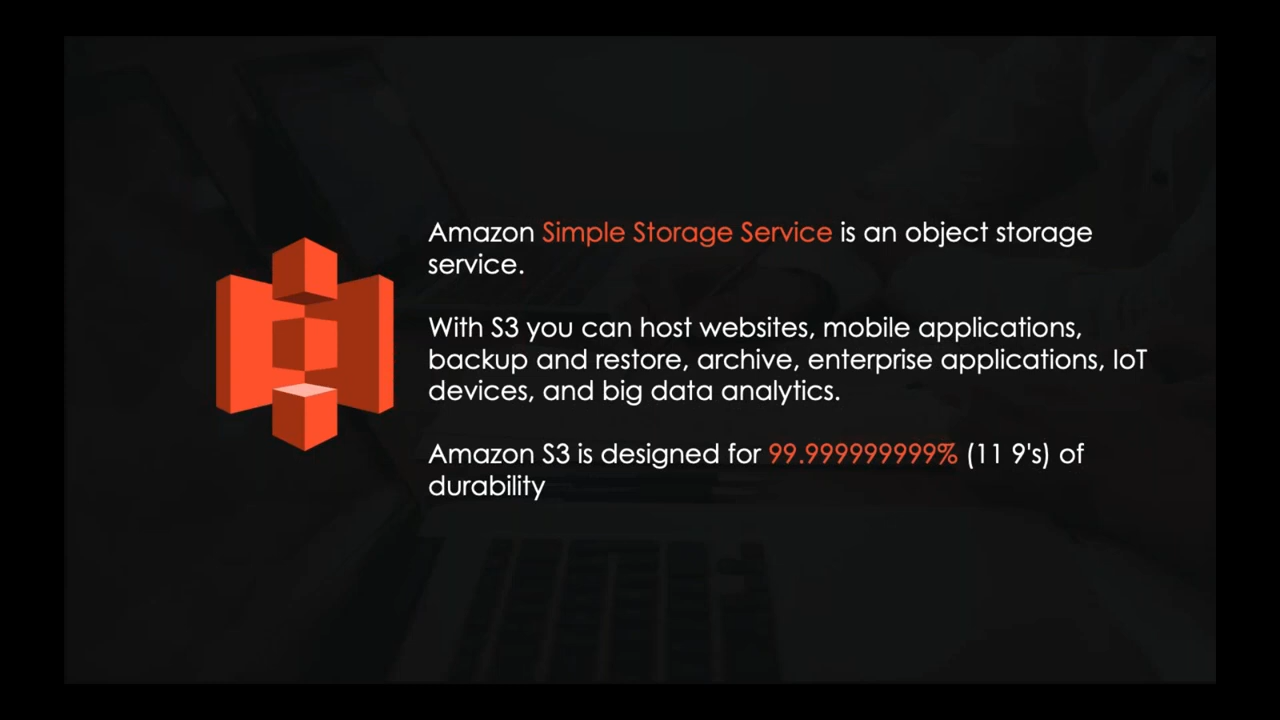 Amazon Simple Storage Service is an object storage
service.
With S3 you can host websites, mobile applications,
backup and restore, archive, enterprise applications, IoT
devices, and big data analytics.
Amazon S3 is designed for 99.999999999% (11 9's) of
durability